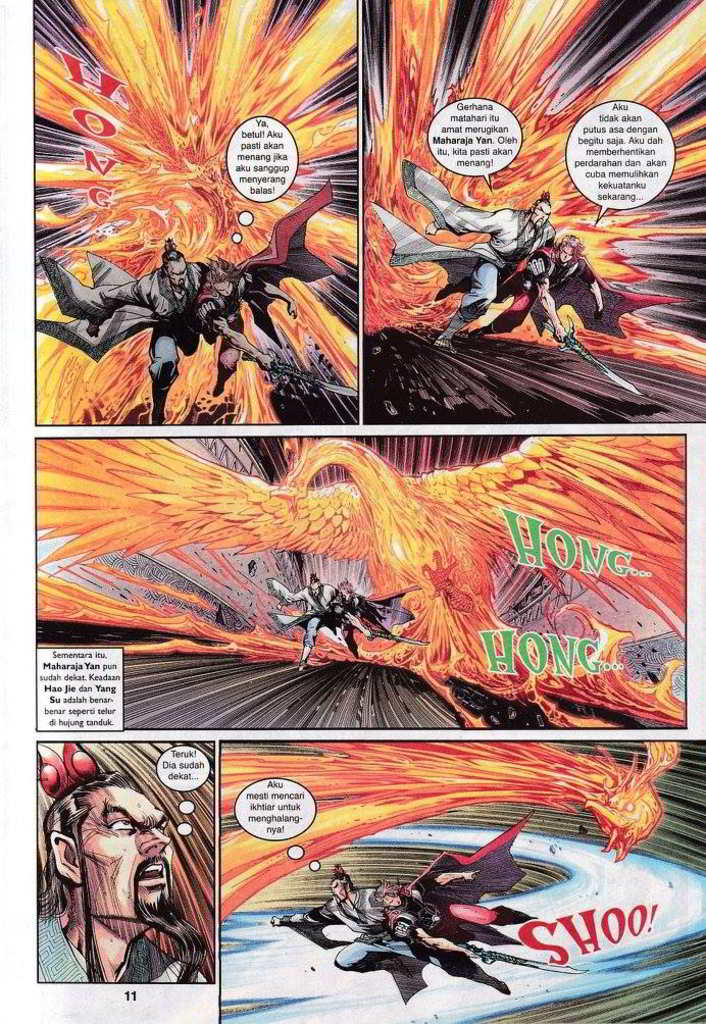 HONG
Ya,
betul! Aku
pasti akan
menang jika
aku sanggup
menyerang
balas!
Gerhana
matahari itu
amat merugikan
Maharaja Yan. Oleh
itu, kita pasti akan
menang!
Aku
tidak akan
putus asa dengan
begitu saja. Aku dah
memberhentikan
perdarahan dan akan
cuba memulihkan
kekuatanku
sekarang...
HONG...
HONG...
Sementara itu,
Maharaja Yan pun
sudah dekat. Keadaan
Hao Jie dan Yang
Su adalah benar-
benar seperti telur
di hujung tanduk.
Teruk!
Dia sudah
dekat...
Aku
mesti mencari
ikhtiar untuk
menghalang-
nya!
SHOO!
11